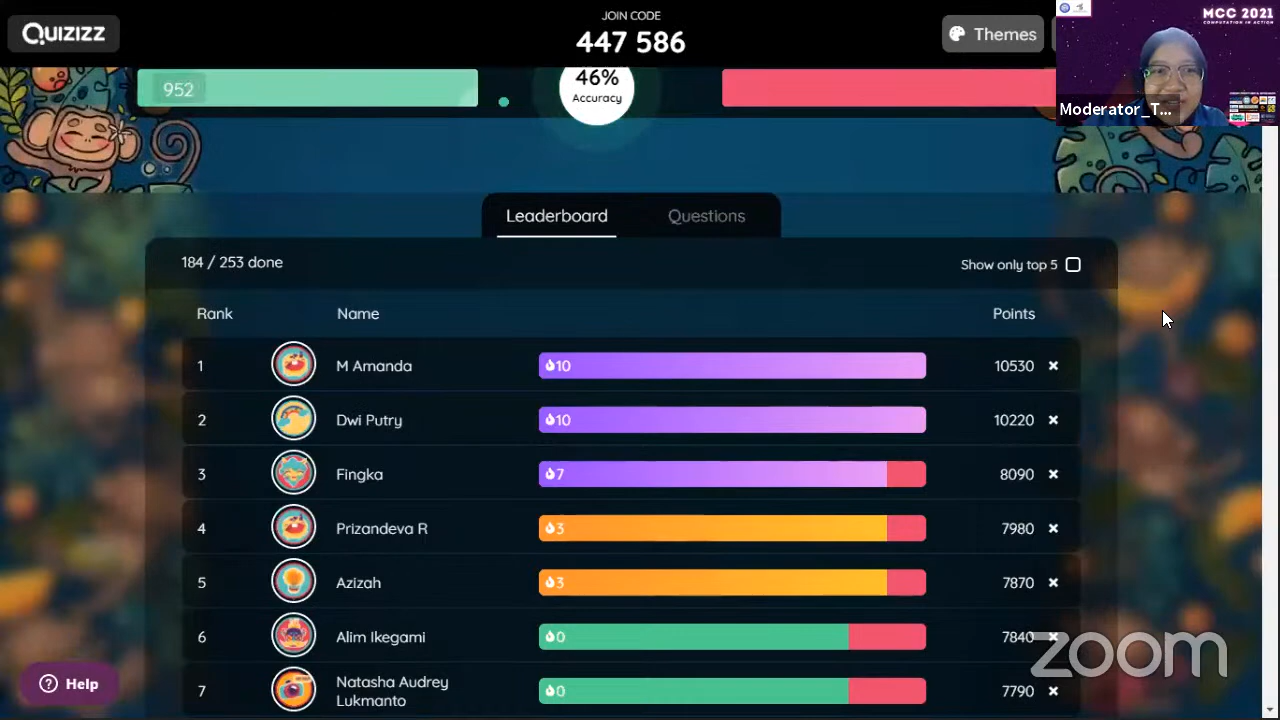 Quizizz
JOIN CODE
447 586
Themes
MCC 2021
COMPUTATION IN ACTION
Moderator_T...
952
46%
Accuracy
Leaderboard
Questions
184 / 253 done
Show only top 5
Rank
Name
Points
1
M Amanda
10
10530
2
Dwi Putry
10
10220
3
Fingka
7
8090
4
Prizandeva R
3
7980
5
Azizah
3
7870
6
Alim Ikegami
0
7840
7
Natasha Audrey
Lukmanto
0
7790
Help
zoom